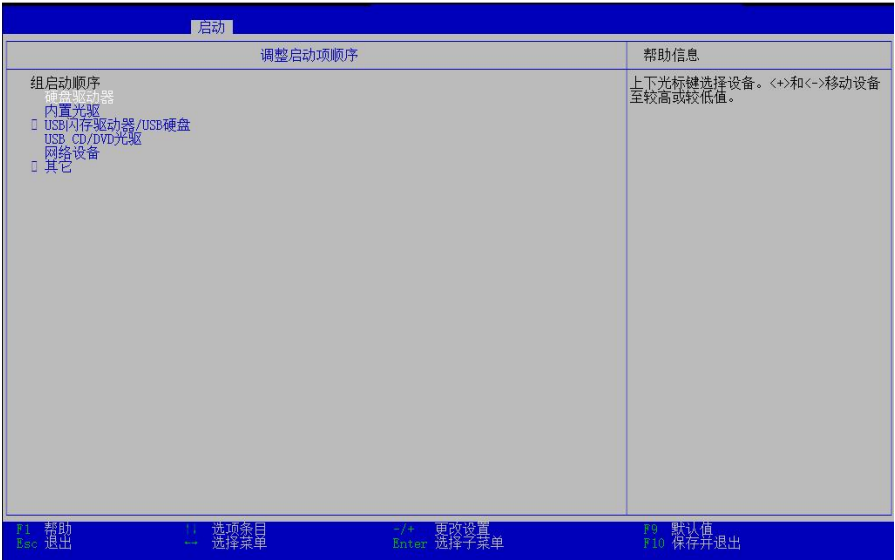 启动
调整启动项顺序
帮助信息
组启动顺序
硬盘驱动器
内置光驱
USB闪存驱动器/USB硬盘
USB CD/DVD光驱
网络设备
其它
上下光标键选择设备。<+>和<->移动设备
至较高或较低值。
F1 帮助 ↑↓ 选项条目 -/+ 更改设置 F9 默认值
Esc 退出 ←→ 选择菜单 Enter 选择子菜单 F10 保存并退出